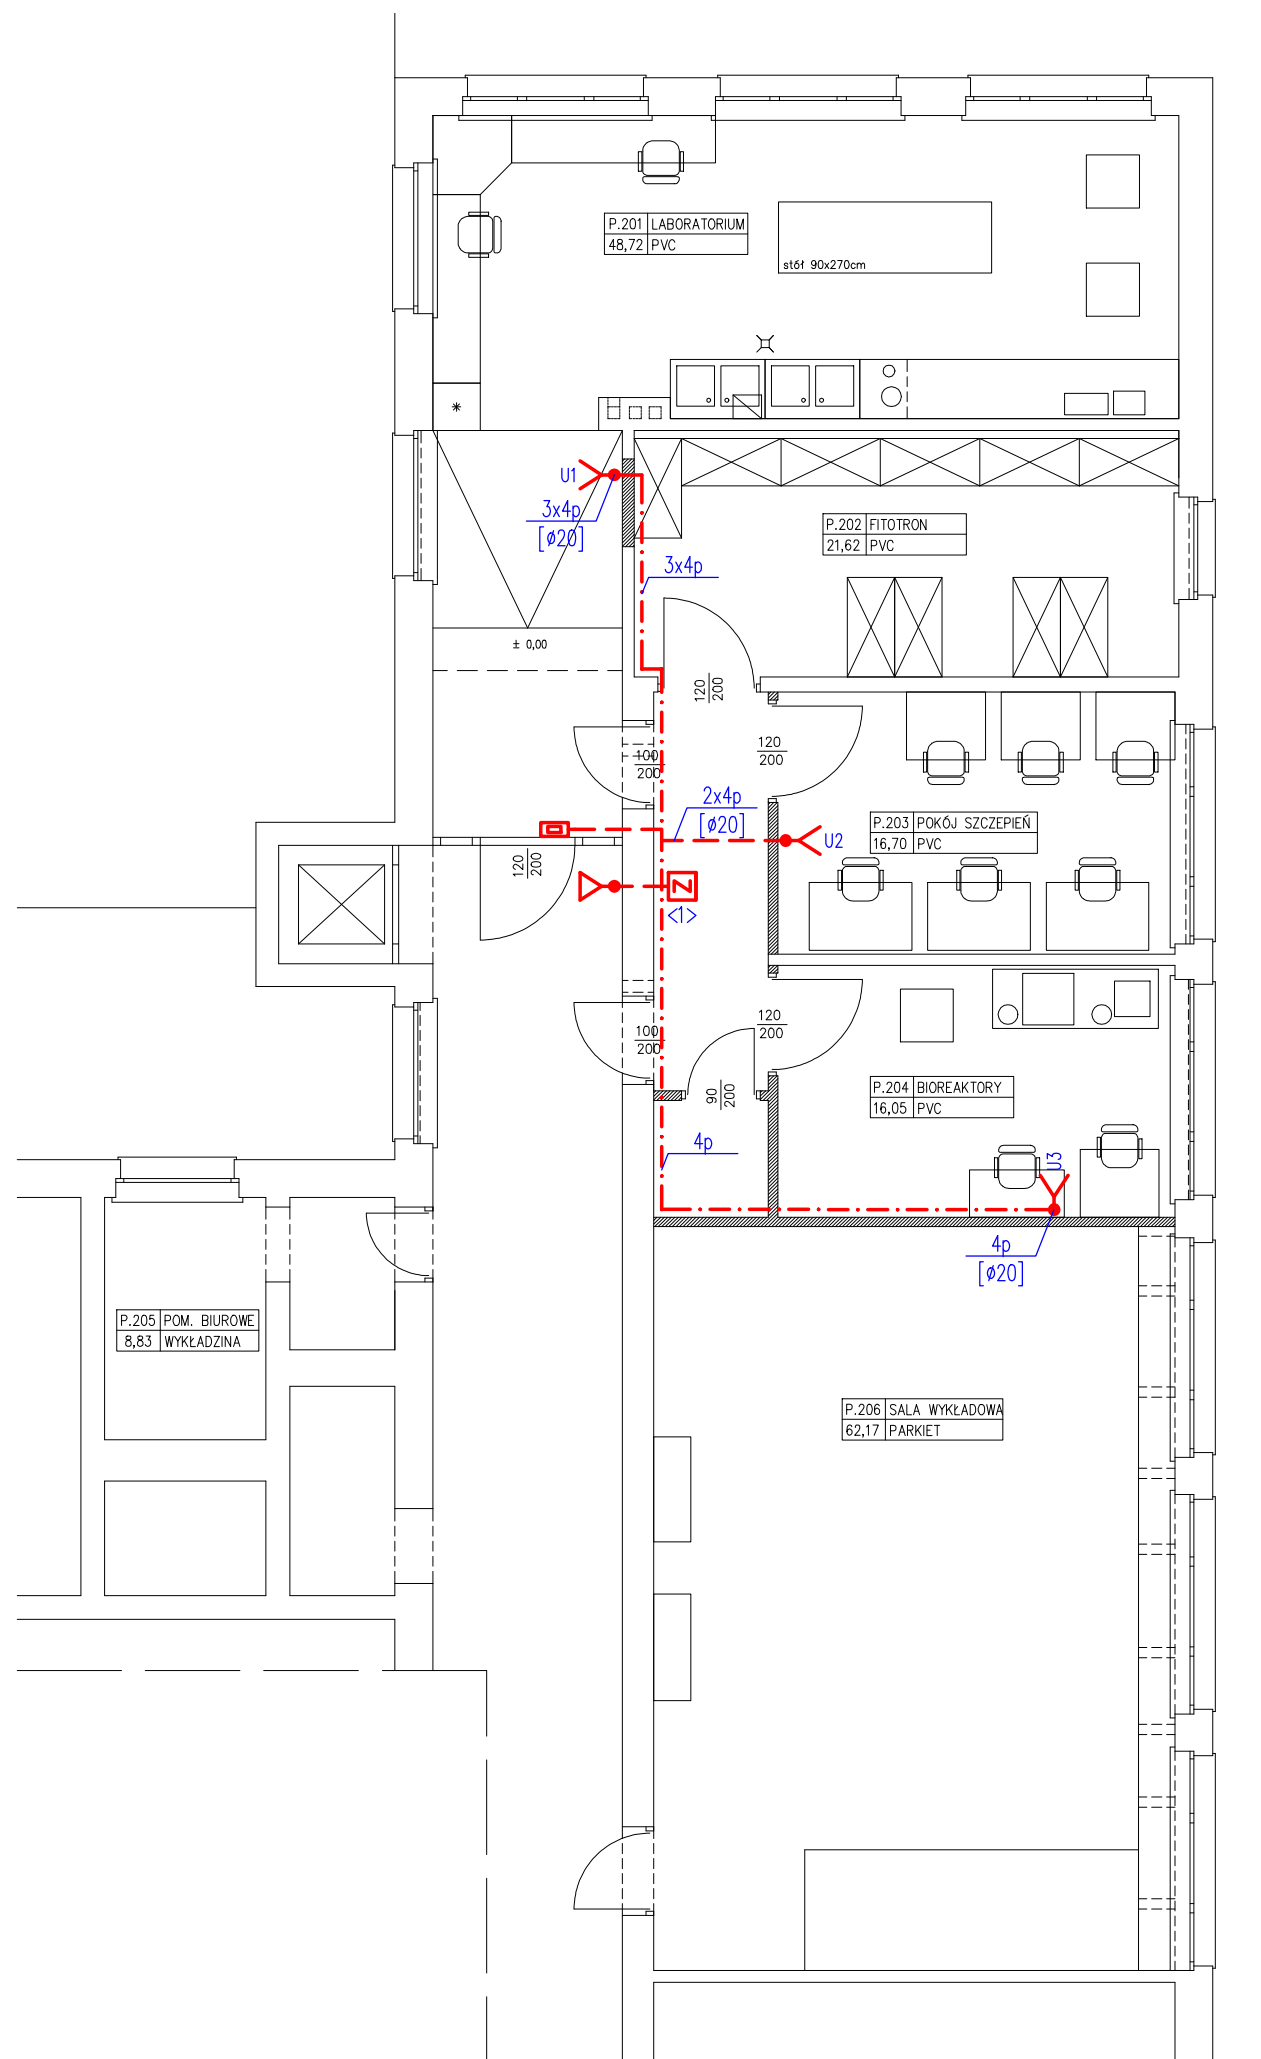 P.201 LABORATORIUM
48,72 PVC
stół 90x270cm
*
U1
3x4p
[ø20]
P.202 FITOTRON
21,62 PVC
3x4p
± 0,00
120
200
120
200
100
200
2x4p
[ø20]
P.203 POKÓJ SZCZEPIEŃ
16,70 PVC
U2
120
200
Z
<1>
120
200
100
200
90
200
P.204 BIOREAKTORY
16,05 PVC
4p
U3
4p
[ø20]
P.205 POM. BIUROWE
8,83 WYKŁADZINA
P.206 SALA WYKŁADOWA
62,17 PARKIET